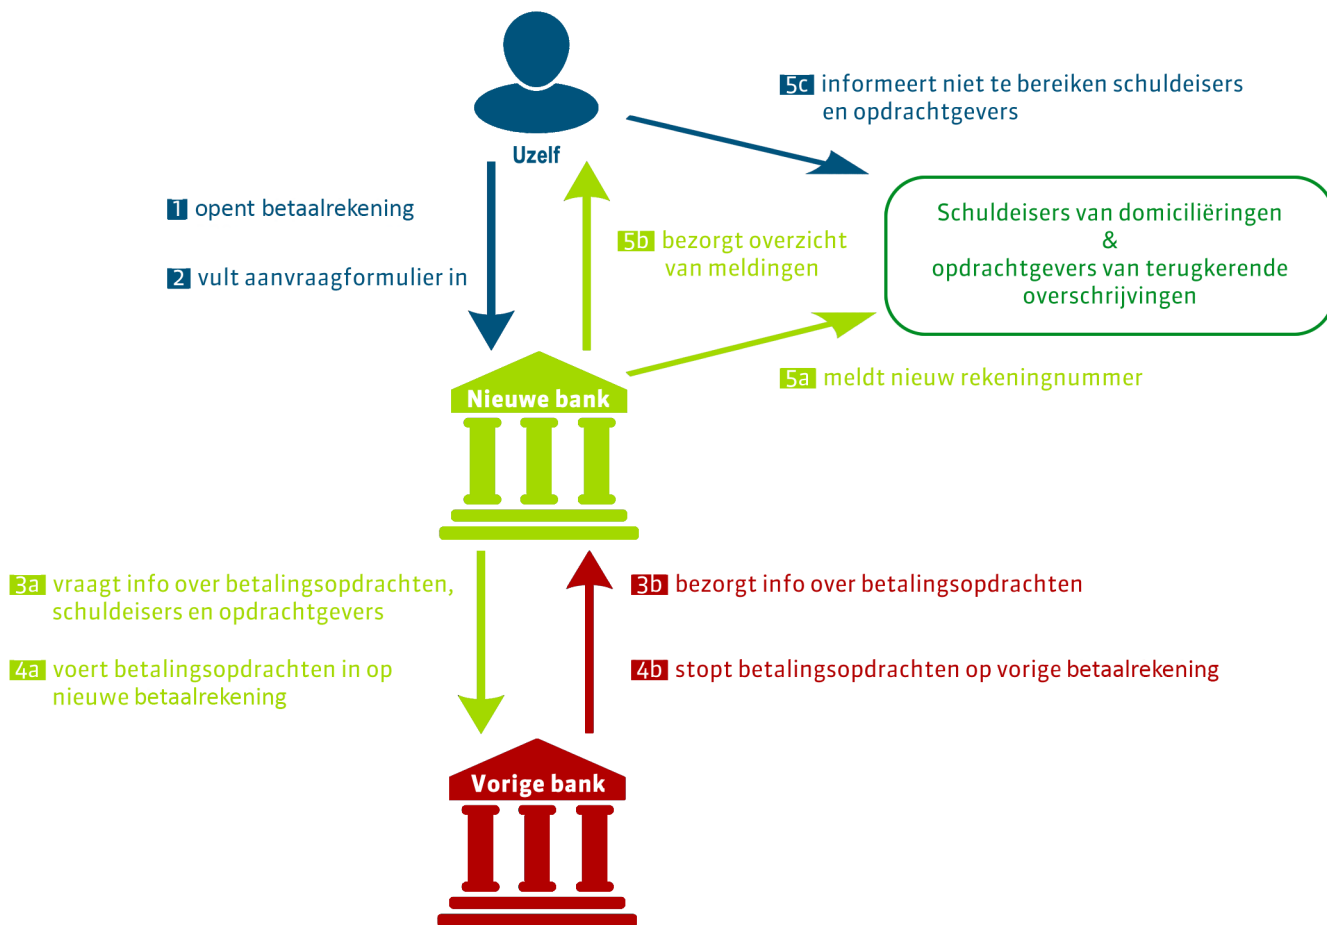 Uzelf
5c informeert niet te bereiken schuldeisers
en opdrachtgevers
1 opent betaalrekening
2 vult aanvraagformulier in
5b bezorgt overzicht
van meldingen
Schuldeisers van domiciliëringen
&
opdrachtgevers van terugkerende
overschrijvingen
5a meldt nieuw rekeningnummer
Nieuwe bank
3a vraagt info over betalingsopdrachten,
schuldeisers en opdrachtgevers
3b bezorgt info over betalingsopdrachten
4a voert betalingsopdrachten in op
nieuwe betaalrekening
4b stopt betalingsopdrachten op vorige betaalrekening
Vorige bank